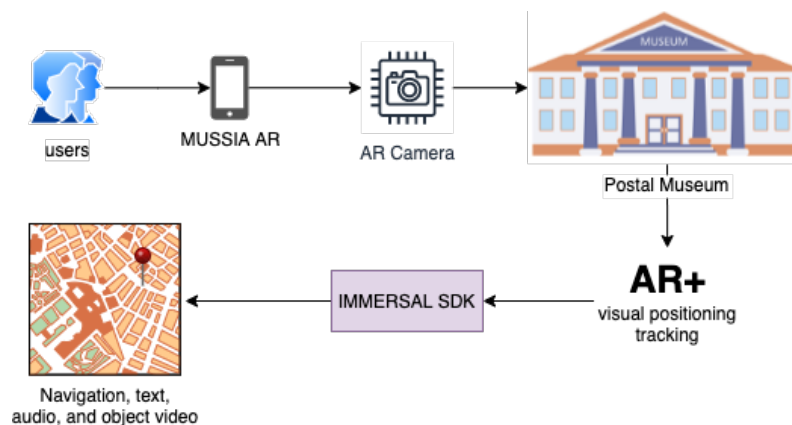 MUSEUM
users
MUSSIA AR
AR Camera
Postal Museum
AR+
visual positioning
tracking
IMMERSAL SDK
Navigation, text,
audio, and object video